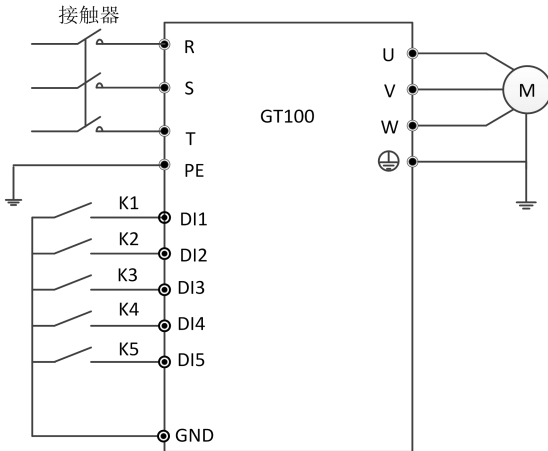 接触器
R
S
T
PE
GT100
U
V
W
M
K1
DI1
K2
DI2
K3
DI3
K4
DI4
K5
DI5
GND